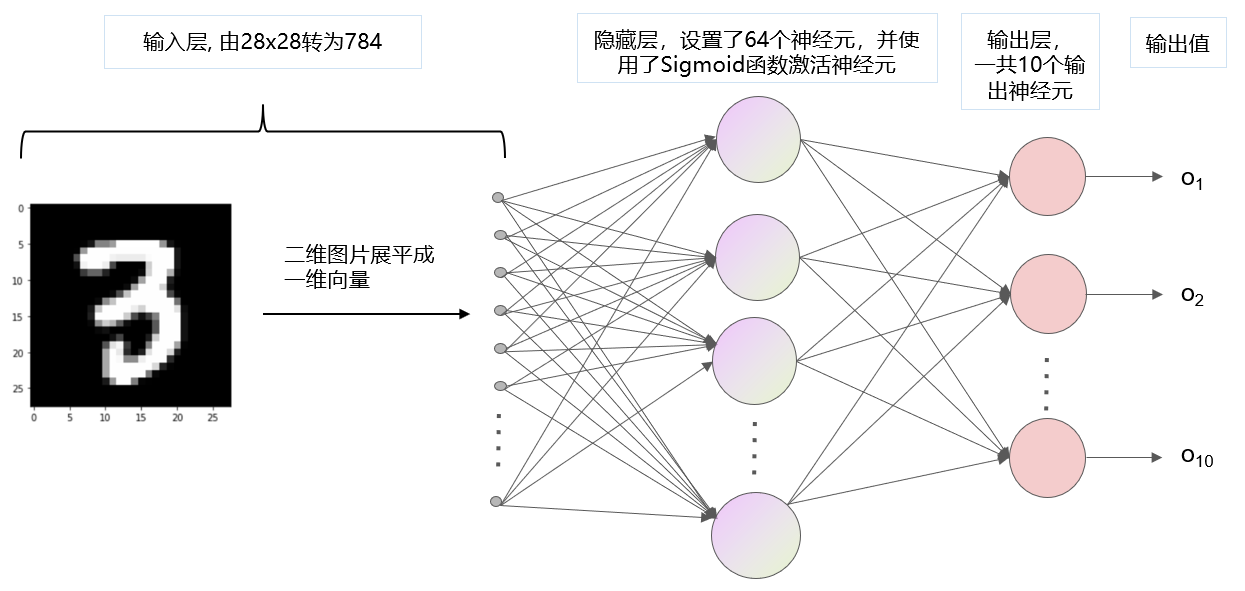 输入层, 由28x28转为784
隐藏层，设置了64个神经元，并使
用了Sigmoid函数激活神经元
输出层，
一共10个输
出神经元
输出值
二维图片展平成
一维向量
0
5
10
15
20
25
0 5 10 15 20 25
o1
o2
o10